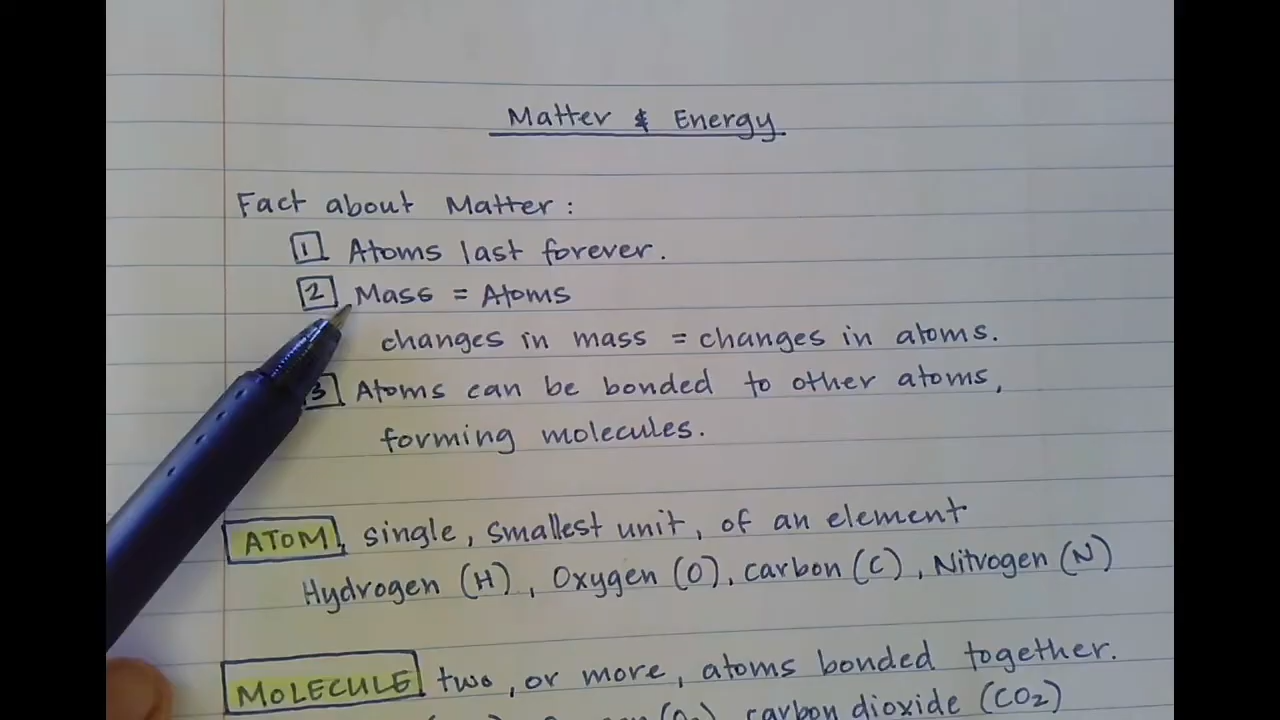 Matter & Energy
Fact about Matter:
1 Atoms last forever.
2 Mass = Atoms
changes in mass = changes in atoms.
3 Atoms can be bonded to other atoms,
forming molecules.
ATOM, single, smallest unit, of an element
Hydrogen (H), Oxygen (O), carbon (C), Nitrogen (N)
MOLECULE, two, or more, atoms bonded together.
carbon dioxide (CO₂)